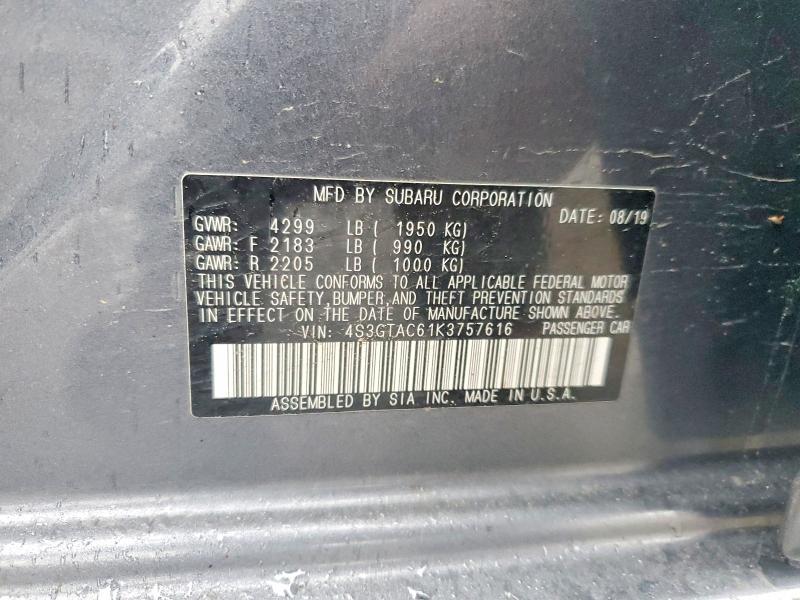 MFD BY SUBARU CORPORATION
DATE: 08/19
GVWR: 4299 LB ( 1950 KG)
GAWR: F 2183 LB ( 990 KG)
GAWR: R 2205 LB ( 1000 KG)
THIS VEHICLE CONFORMS TO ALL APPLICABLE FEDERAL MOTOR
VEHICLE SAFETY, BUMPER, AND THEFT PREVENTION STANDARDS
IN EFFECT ON THE DATE OF MANUFACTURE SHOWN ABOVE.
VIN: 4S3GTAC61K3757616 PASSENGER CAR
ASSEMBLED BY SIA INC. MADE IN U.S.A.